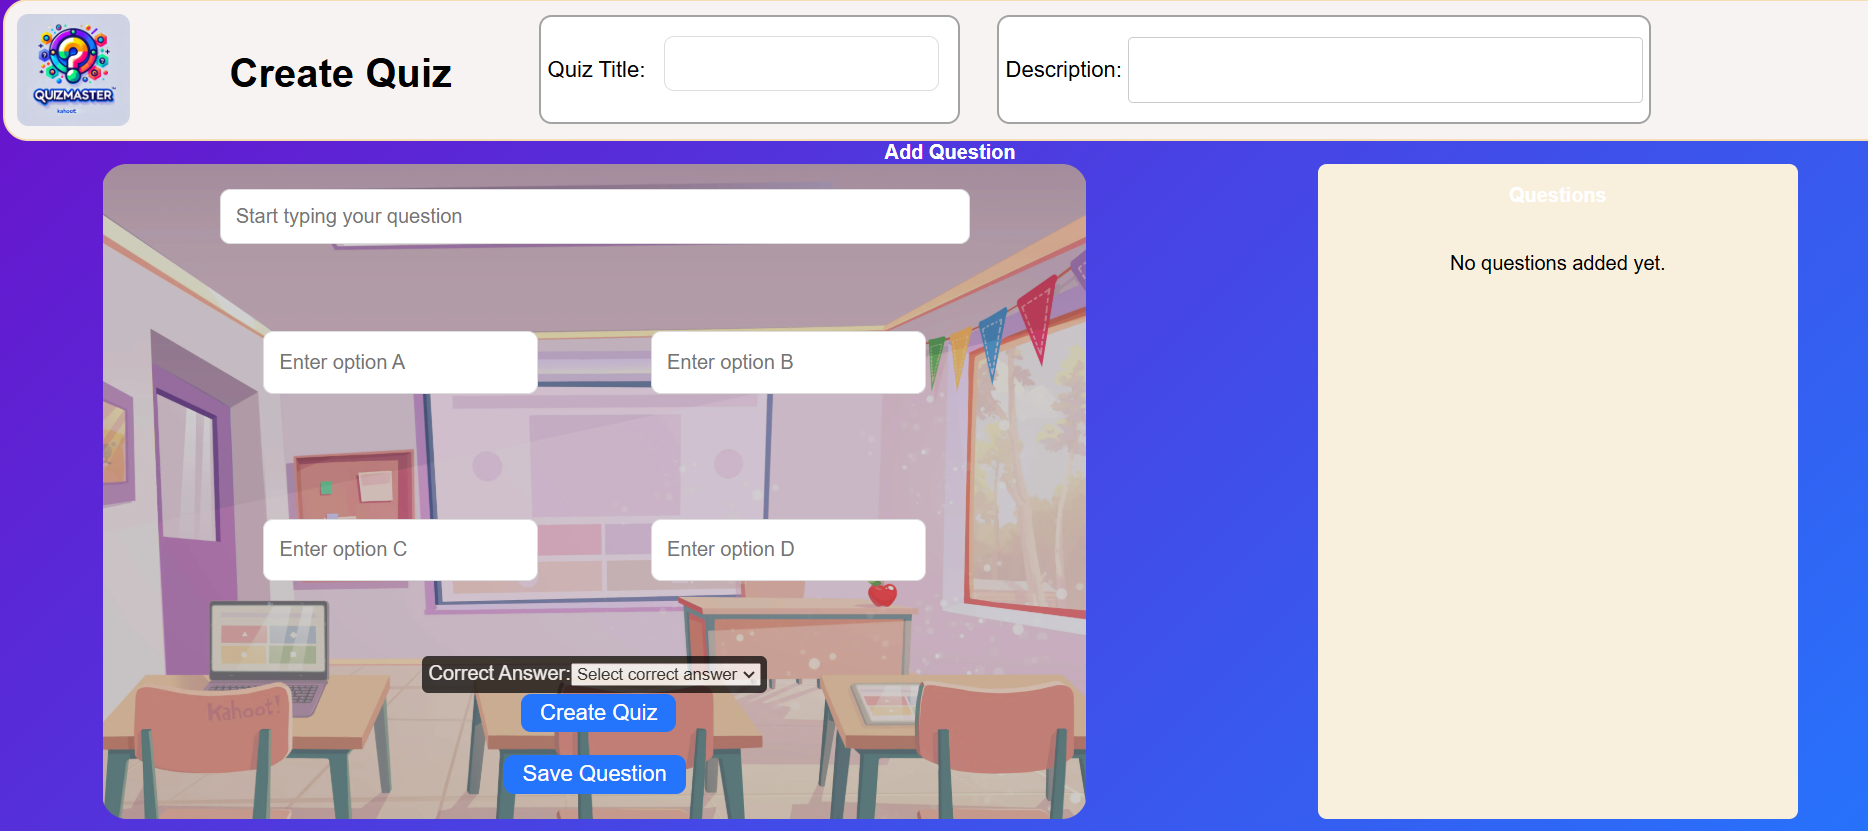 QUIZMASTER
kahoot
Create Quiz
Quiz Title:
Description:
Add Question
Start typing your question
Questions
No questions added yet.
Enter option A
Enter option B
Enter option C
Enter option D
Correct Answer:
Select correct answer
Kahoot!
Create Quiz
Save Question